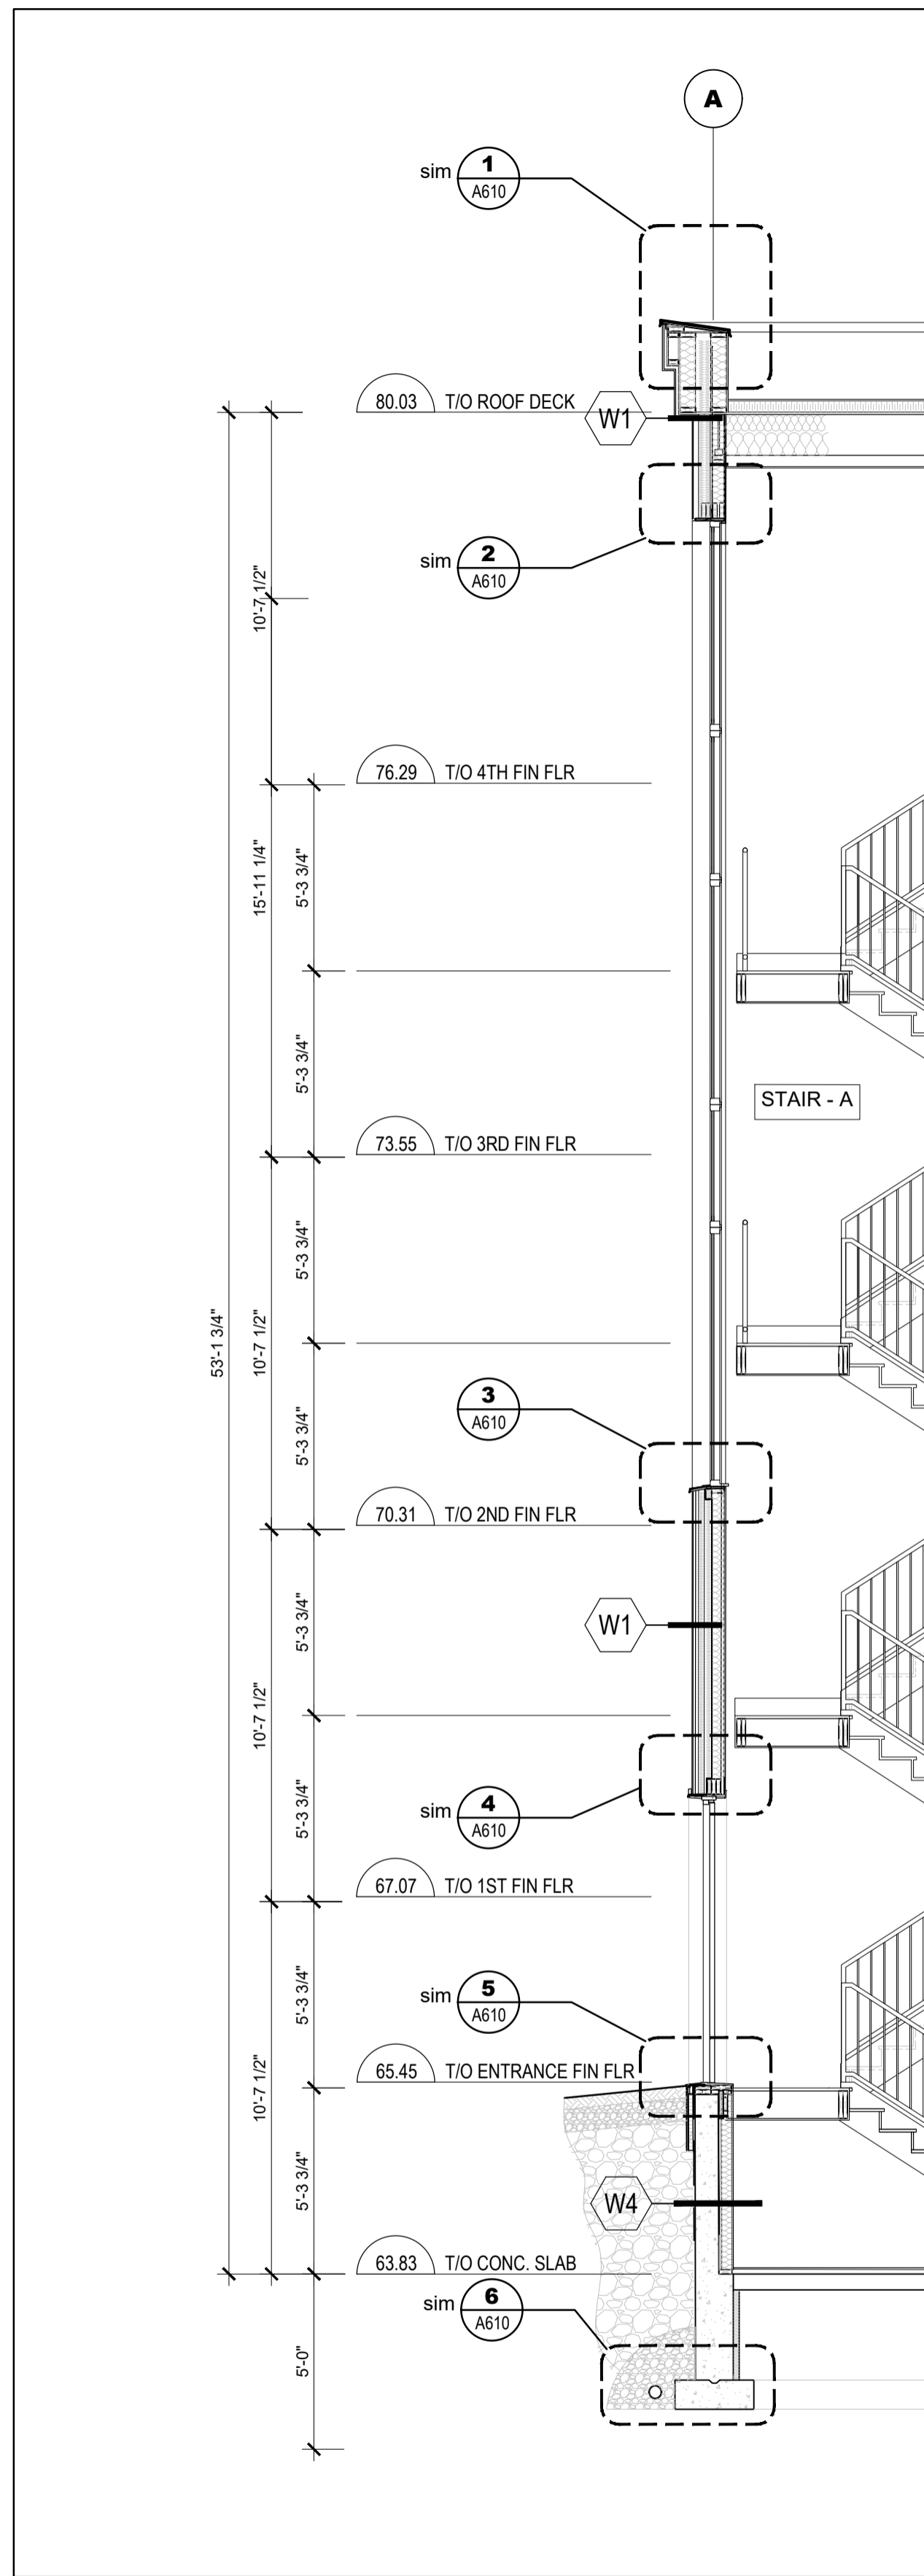 A
sim 1
A610
80.03 T/O ROOF DECK
W1
sim 2
A610
10'-7 1/2"
76.29 T/O 4TH FIN FLR
15'-11 1/4"
5'-3 3/4"
5'-3 3/4"
STAIR - A
73.55 T/O 3RD FIN FLR
5'-3 3/4"
53'-1 3/4"
10'-7 1/2"
3
A610
5'-3 3/4"
70.31 T/O 2ND FIN FLR
5'-3 3/4"
W1
10'-7 1/2"
5'-3 3/4"
sim 4
A610
67.07 T/O 1ST FIN FLR
5'-3 3/4"
sim 5
A610
65.45 T/O ENTRANCE FIN FLR
10'-7 1/2"
5'-3 3/4"
W4
63.83 T/O CONC. SLAB
sim 6
A610
5'-0"